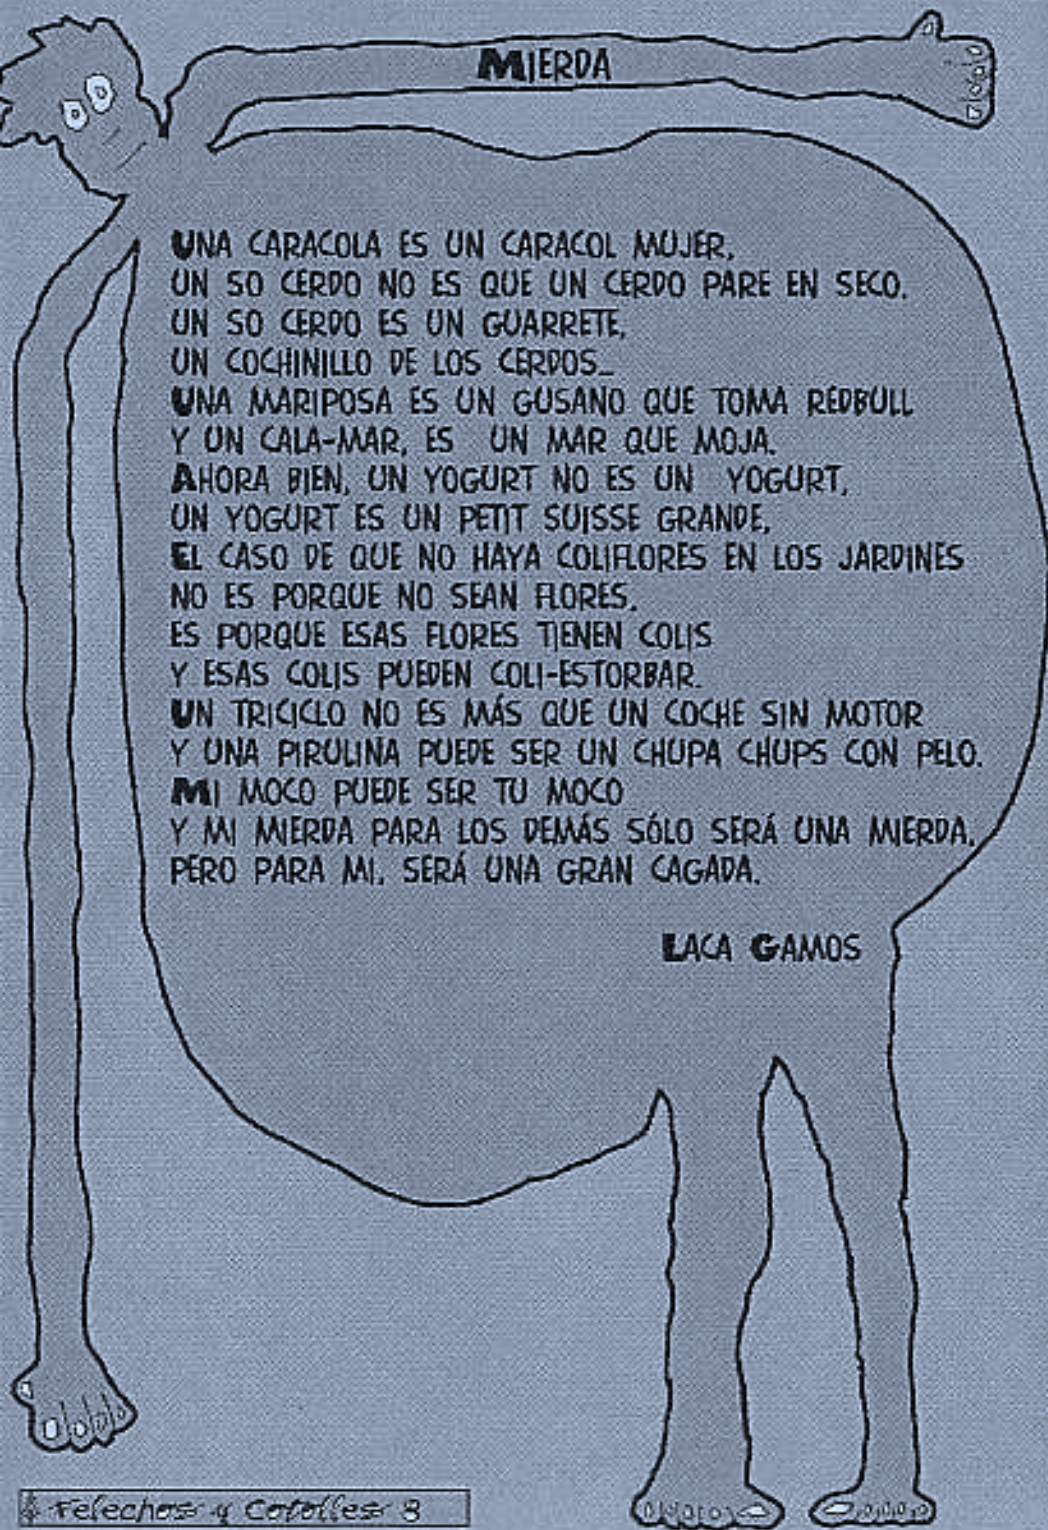 MIERDA
UNA CARACOLA ES UN CARACOL MUJER,
UN SO CERDO NO ES QUE UN CERDO PARE EN SECO.
UN SO CERDO ES UN GUARRETE,
UN COCHINILLO DE LOS CERDOS...
UNA MARIPOSA ES UN GUSANO QUE TOMA REDBULL
Y UN CALA-MAR, ES UN MAR QUE MOJA.
AHORA BIEN, UN YOGURT NO ES UN YOGURT,
UN YOGURT ES UN PETIT SUISSE GRANDE,
EL CASO DE QUE NO HAYA COLIFLORES EN LOS JARDINES
NO ES PORQUE NO SEAN FLORES,
ES PORQUE ESAS FLORES TIENEN COLIS
Y ESAS COLIS PUEDEN COLI-ESTORBAR.
UN TRICICLO NO ES MÁS QUE UN COCHE SIN MOTOR
Y UNA PIRULINA PUEDE SER UN CHUPA CHUPS CON PELO.
MI MOCO PUEDE SER TU MOCO
Y MI MIERDA PARA LOS DEMÁS SÓLO SERÁ UNA MIERDA,
PERO PARA MI, SERÁ UNA GRAN CAGADA.
LACA GAMOS
Felechos y Cotolles 8